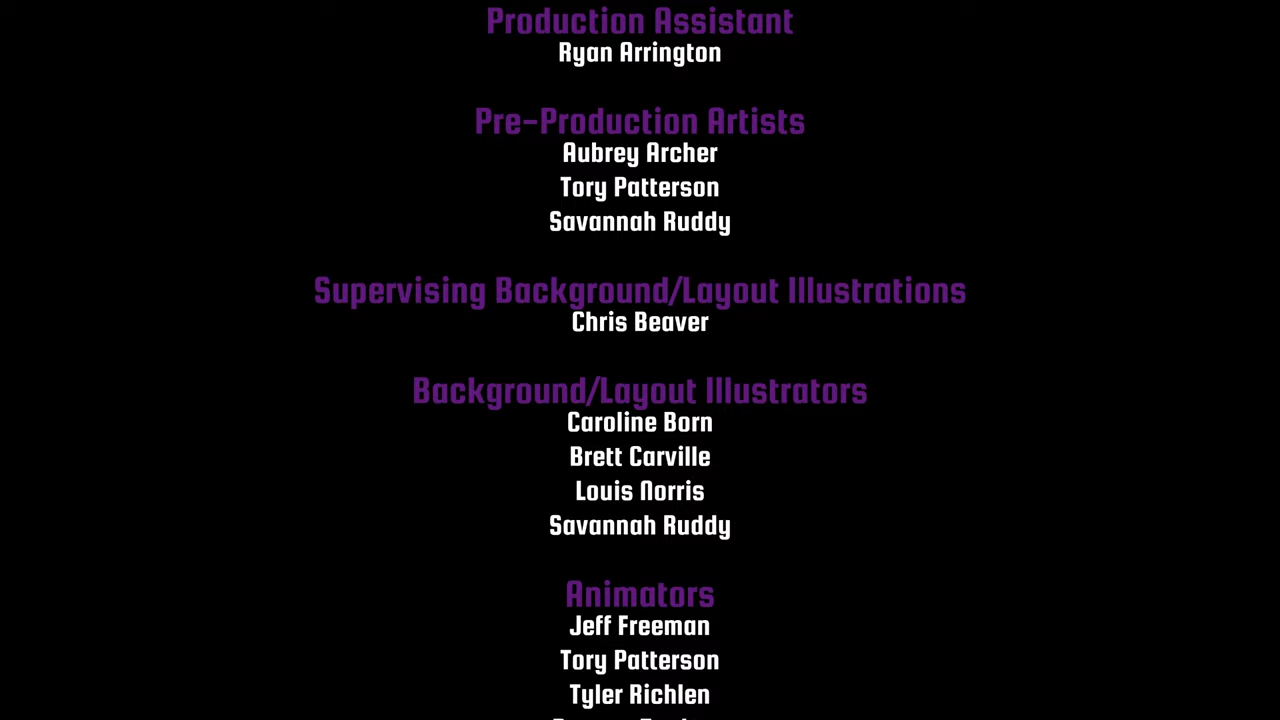 Production Assistant
Ryan Arrington
Pre-Production Artists
Aubrey Archer
Tory Patterson
Savannah Ruddy
Supervising Background/Layout Illustrations
Chris Beaver
Background/Layout Illustrators
Caroline Born
Brett Carville
Louis Norris
Savannah Ruddy
Animators
Jeff Freeman
Tory Patterson
Tyler Richlen